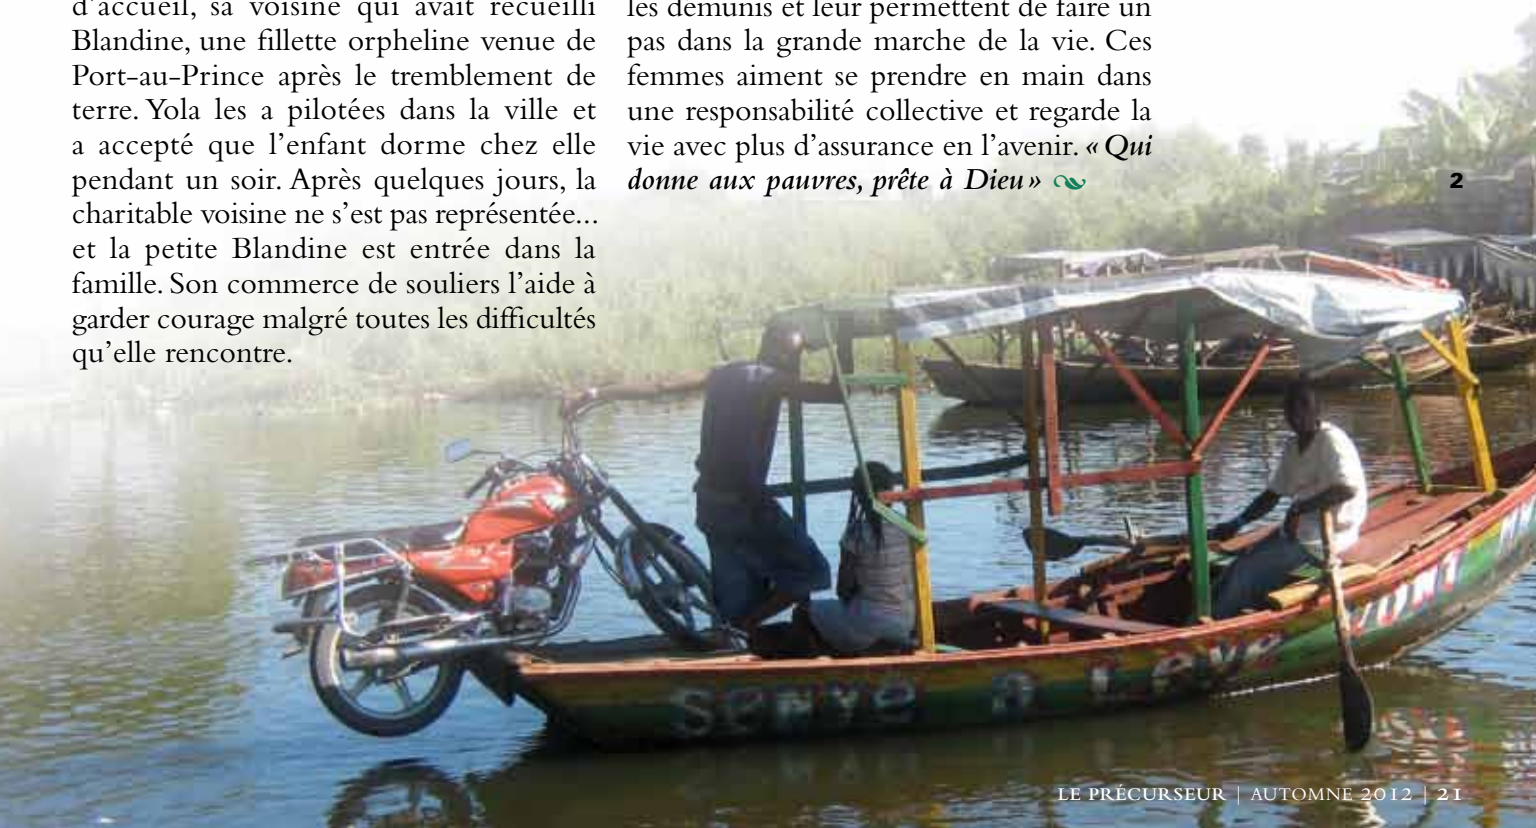 d'accueil, sa voisine qui avait recueilli
Blandine, une fillette orpheline venue de
Port-au-Prince après le tremblement de
terre. Yola les a pilotées dans la ville et
a accepté que l'enfant dorme chez elle
pendant un soir. Après quelques jours, la
charitable voisine ne s'est pas représentée...
et la petite Blandine est entrée dans la
famille. Son commerce de souliers l'aide à
garder courage malgré toutes les difficultés
qu'elle rencontre.
les démunis et leur permettent de faire un
pas dans la grande marche de la vie. Ces
femmes aiment se prendre en main dans
une responsabilité collective et regarde la
vie avec plus d'assurance en l'avenir. « Qui
donne aux pauvres, prête à Dieu »
2
LE PRÉCURSEUR | AUTOMNE 2012 | 21